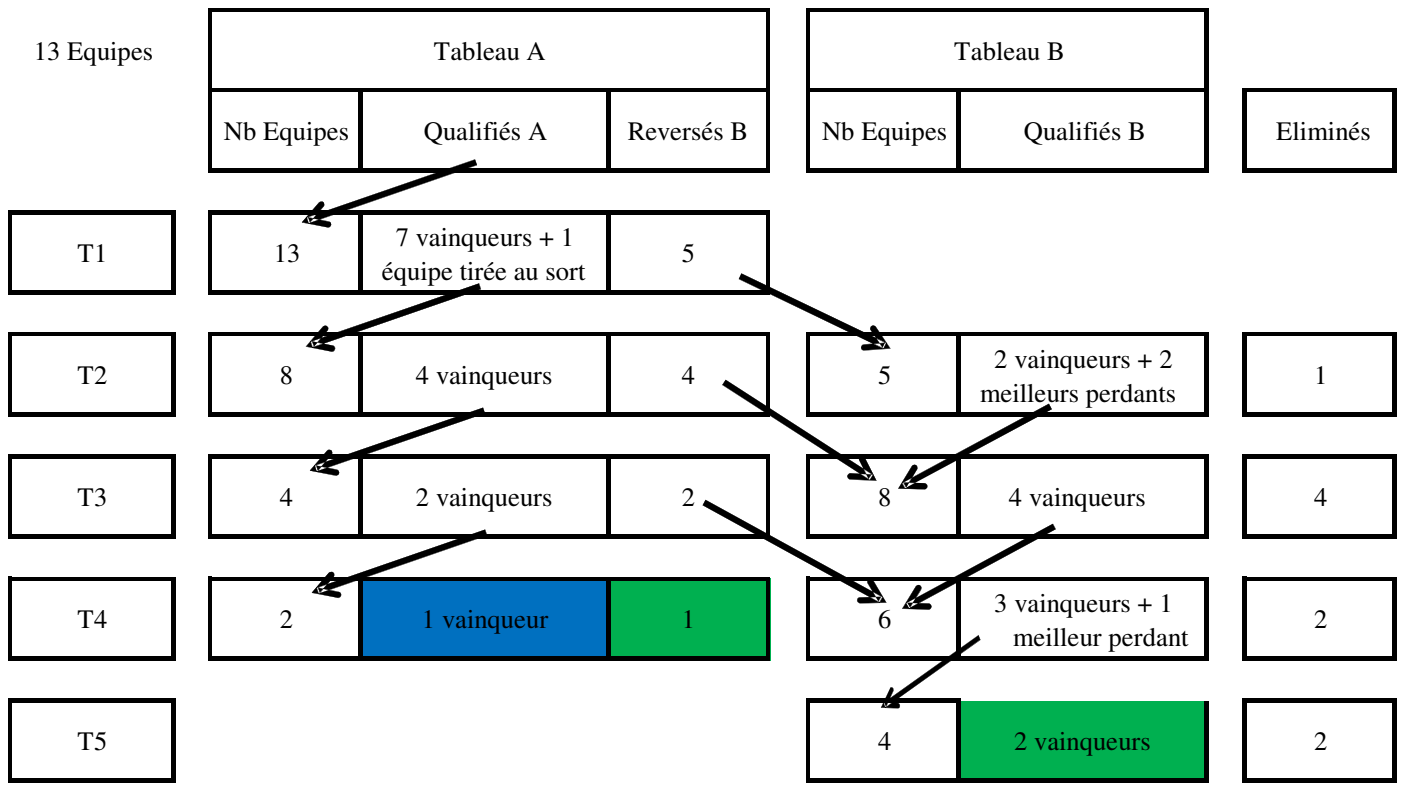 13 Equipes
Tableau A
Tableau B
Nb Equipes
Qualifiés A
Reversés B
Nb Equipes
Qualifiés B
Eliminés
T1
13
7 vainqueurs + 1
équipe tirée au sort
5
T2
8
4 vainqueurs
4
5
2 vainqueurs + 2
meilleurs perdants
1
T3
4
2 vainqueurs
2
8
4 vainqueurs
4
T4
2
1 vainqueur
1
6
3 vainqueurs + 1
meilleur perdant
2
T5
4
2 vainqueurs
2